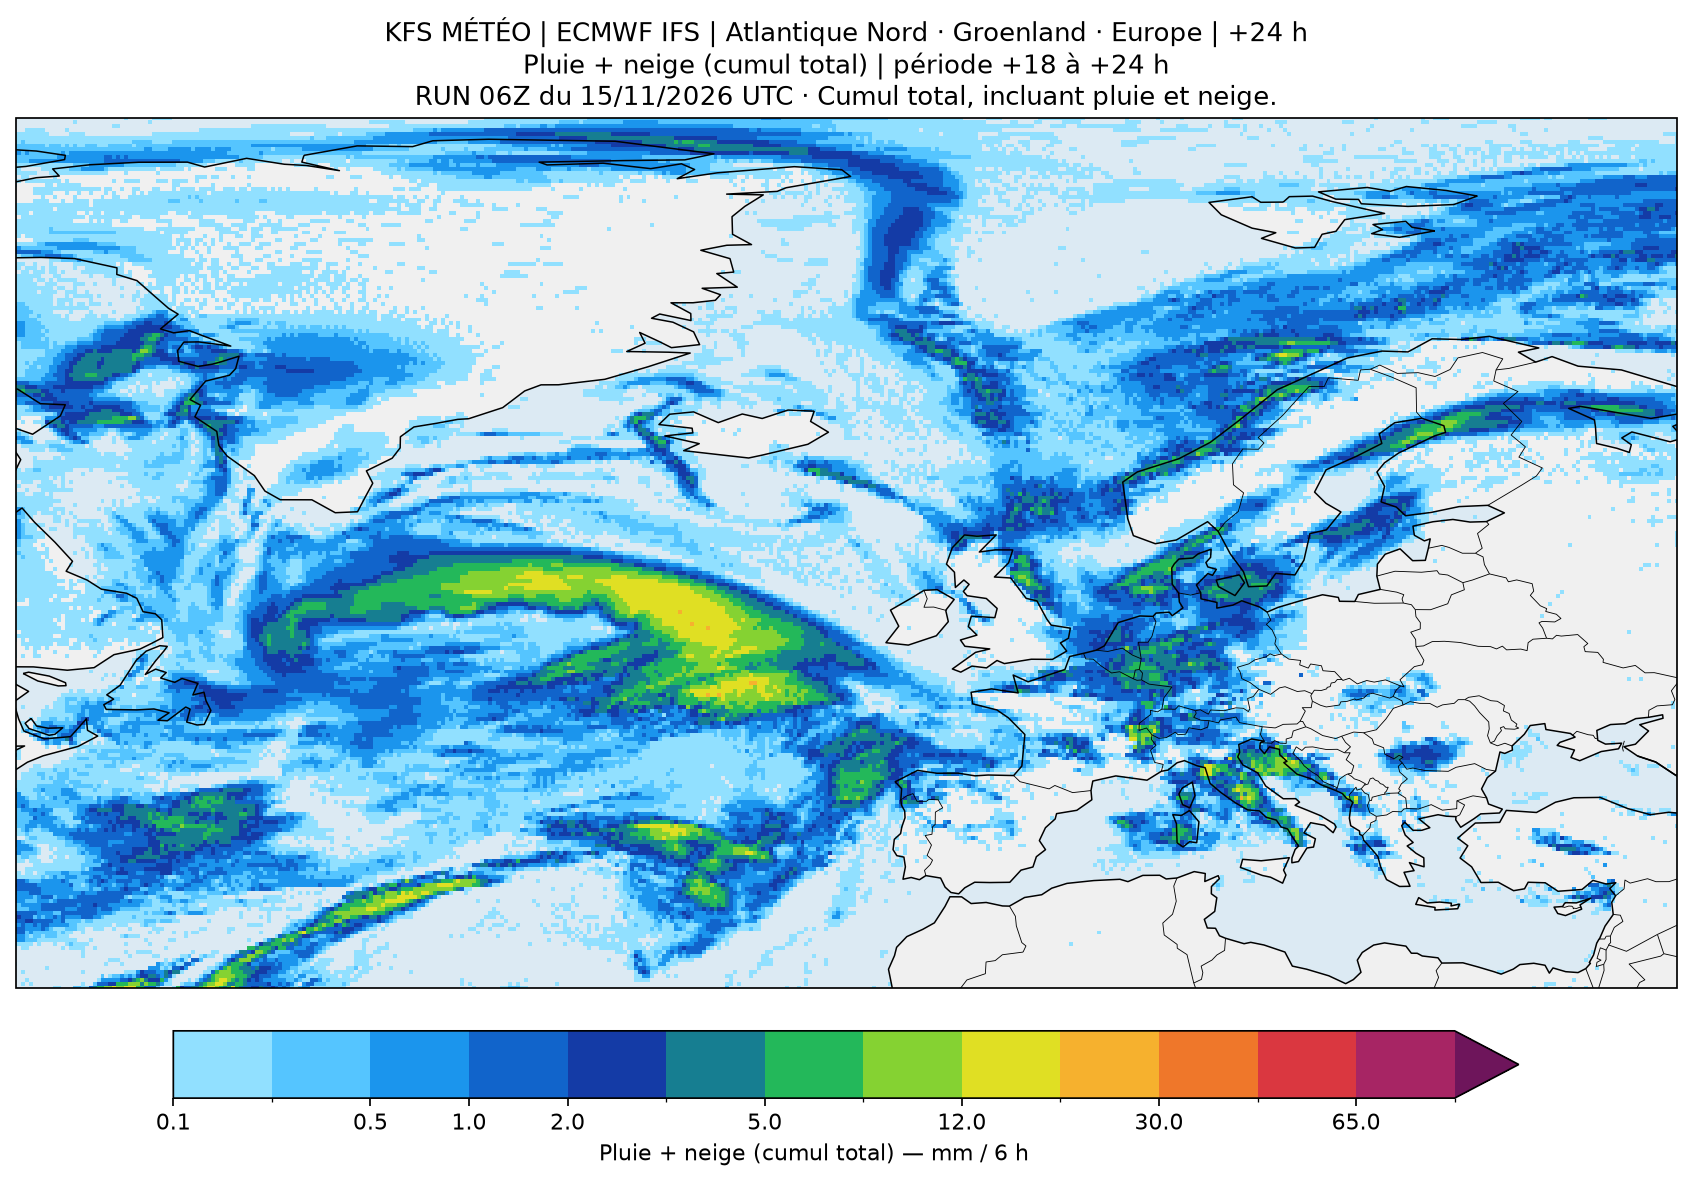 KFS MÉTÉO | ECMWF IFS | Atlantique Nord · Groenland · Europe | +24 h
Pluie + neige (cumul total) | période +18 à +24 h
RUN 06Z du 15/11/2026 UTC · Cumul total, incluant pluie et neige.
0.1 0.5 1.0 2.0 5.0 12.0 30.0 65.0
Pluie + neige (cumul total) — mm / 6 h